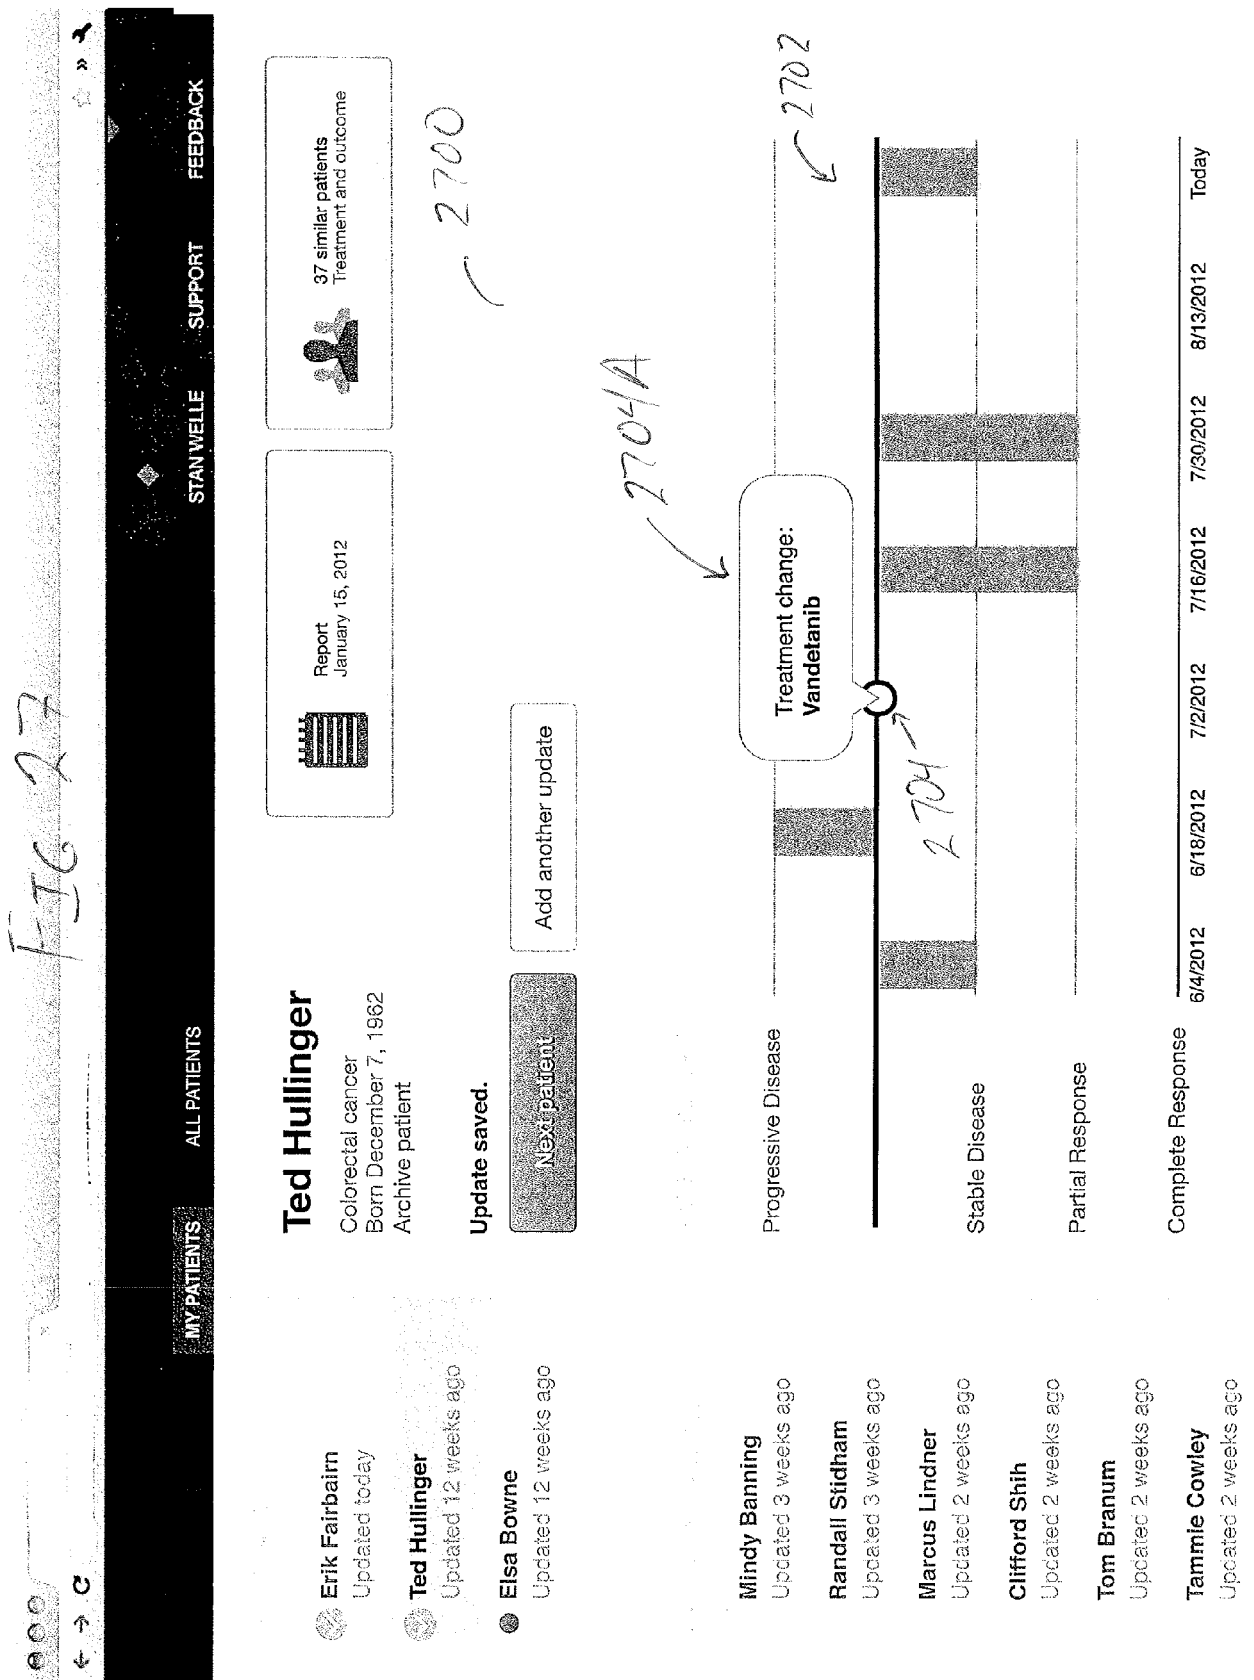 FIG 27
MY PATIENTS
ALL PATIENTS
STAN WELLE
SUPPORT
FEEDBACK
Erik Fairbairn
Updated today
Ted Hullinger
Updated 12 weeks ago
Elsa Bowne
Updated 12 weeks ago
Mindy Banning
Updated 3 weeks ago
Randall Stidham
Updated 3 weeks ago
Marcus Lindner
Updated 2 weeks ago
Clifford Shih
Updated 2 weeks ago
Tom Branum
Updated 2 weeks ago
Tammie Cowley
Updated 2 weeks ago
Ted Hullinger
Colorectal cancer
Born December 7, 1962
Archive patient
Report
January 15, 2012
37 similar patients
Treatment and outcome
2700
Update saved.
Next patient
Add another update
2704A
2702
Progressive Disease
Treatment change:
Vandetanib
2704
Stable Disease
Partial Response
Complete Response
6/4/2012
6/18/2012
7/2/2012
7/16/2012
7/30/2012
8/13/2012
Today